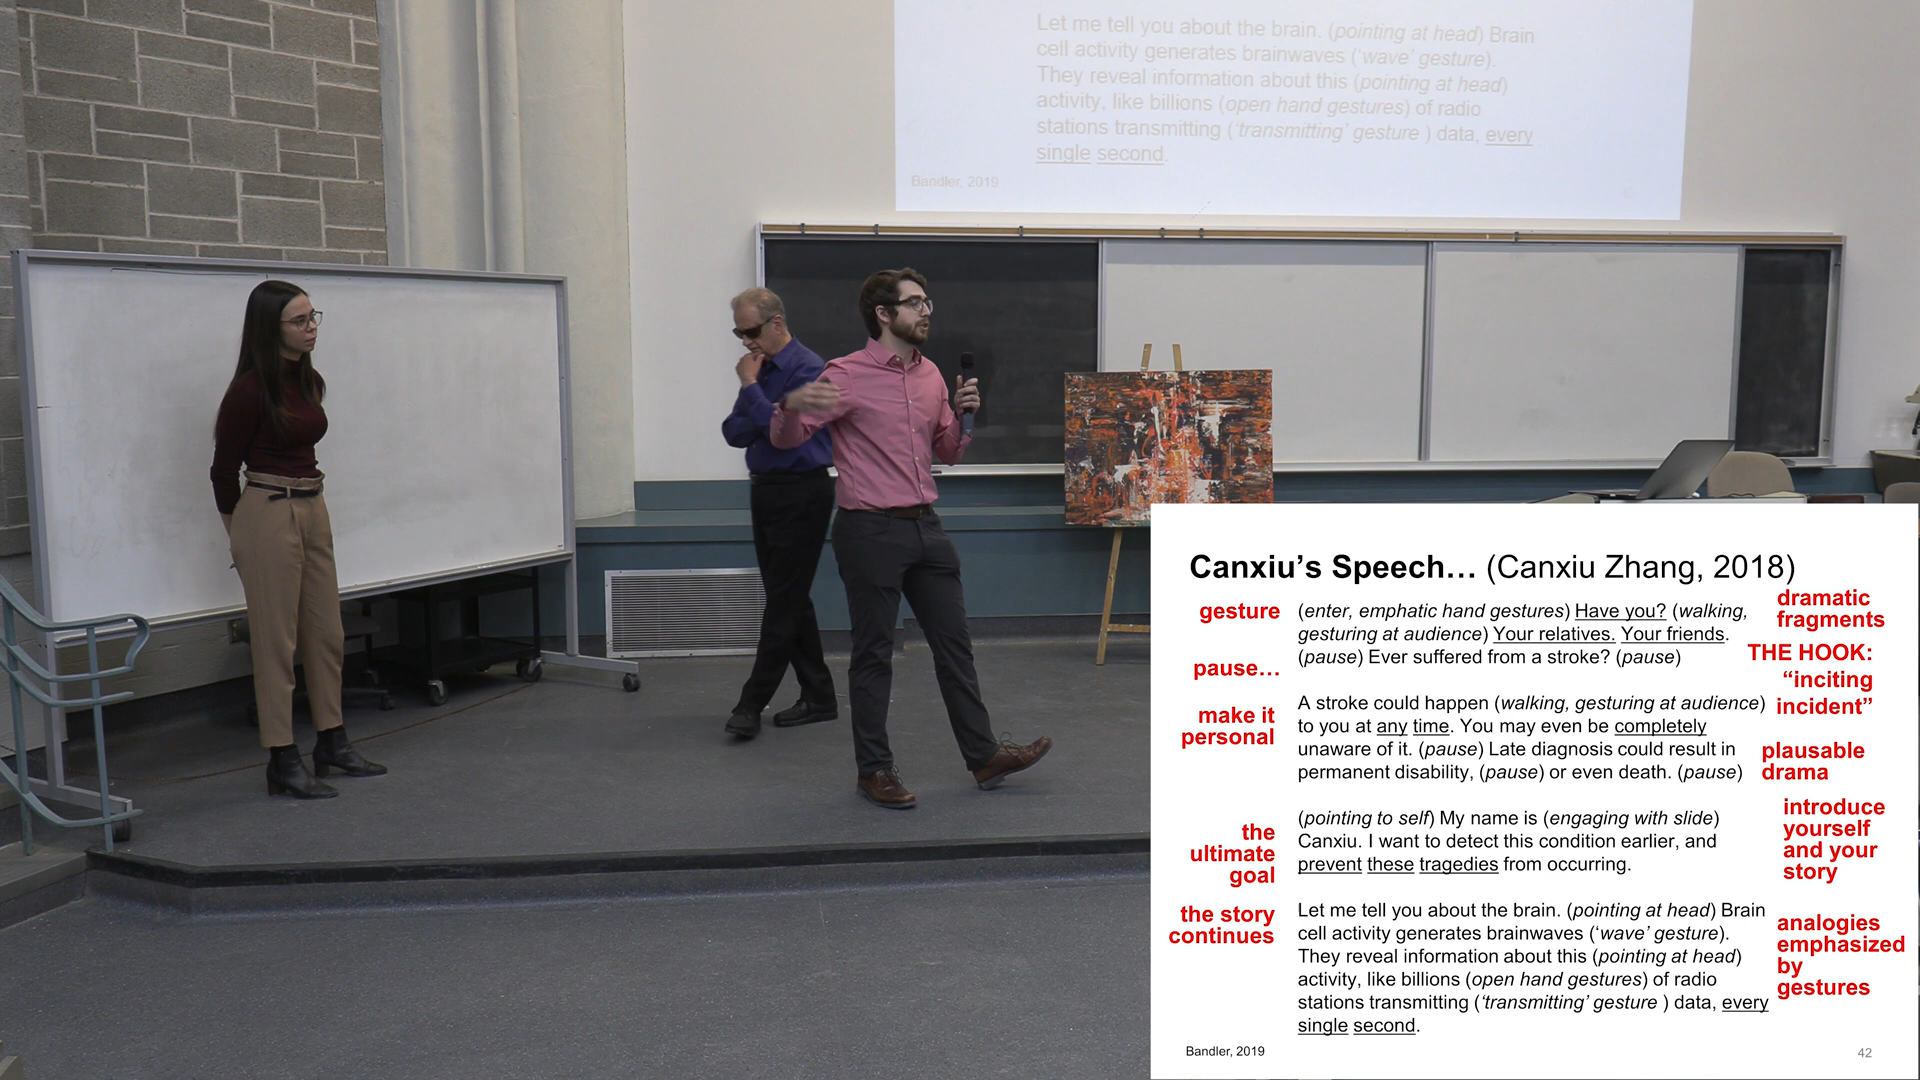 Let me tell you about the brain. (pointing at head) Brain
cell activity generates brainwaves (‘wave’ gesture).
They reveal information about this (pointing at head)
activity, like billions (open hand gestures) of radio
stations transmitting (‘transmitting’ gesture ) data, every
single second.
Bandler, 2019
Canxiu’s Speech… (Canxiu Zhang, 2018)
gesture
(enter, emphatic hand gestures) Have you? (walking,
gesturing at audience) Your relatives. Your friends.
(pause) Ever suffered from a stroke? (pause)
dramatic
fragments
THE HOOK:
“inciting
incident”
pause…
make it
personal
A stroke could happen (walking, gesturing at audience)
to you at any time. You may even be completely
unaware of it. (pause) Late diagnosis could result in
permanent disability, (pause) or even death. (pause)
plausable
drama
the
ultimate
goal
(pointing to self) My name is (engaging with slide)
Canxiu. I want to detect this condition earlier, and
prevent these tragedies from occurring.
introduce
yourself
and your
story
the story
continues
Let me tell you about the brain. (pointing at head) Brain
cell activity generates brainwaves (‘wave’ gesture).
They reveal information about this (pointing at head)
activity, like billions (open hand gestures) of radio
stations transmitting (‘transmitting’ gesture ) data, every
single second.
analogies
emphasized
by
gestures
Bandler, 2019
42